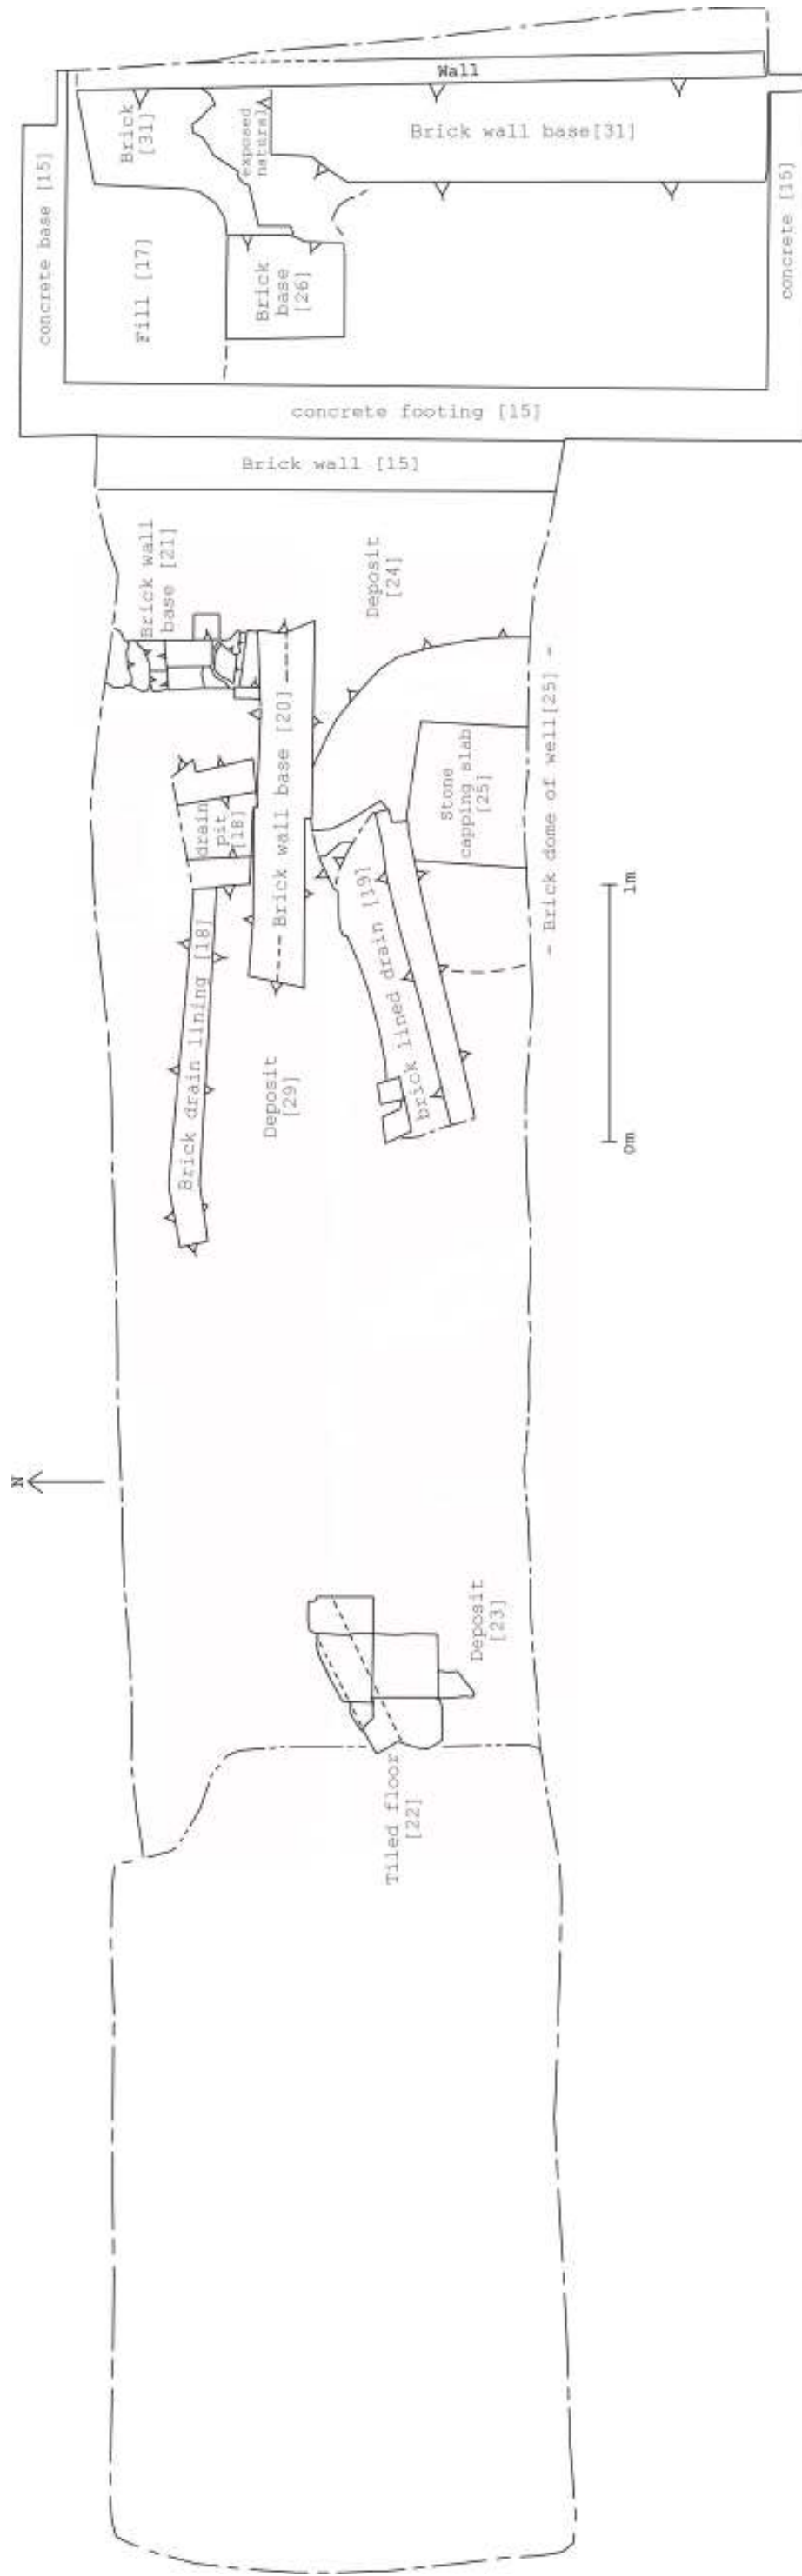 Wall
Brick
[31]
exposed
natural
Brick wall base[31]
concrete base [15]
Fill [17]
Brick
base
[26]
concrete [15]
concrete footing [15]
Brick wall [15]
Brick wall
base [21]
Deposit
[24]
Brick wall base [20]
drain
pit
[18]
Stone
capping slab
[25]
- Brick dome of well[25] -
Brick drain lining [18]
brick lined drain [19]
Deposit
[29]
0m
1m
N
Deposit
[23]
Tiled floor
[22]